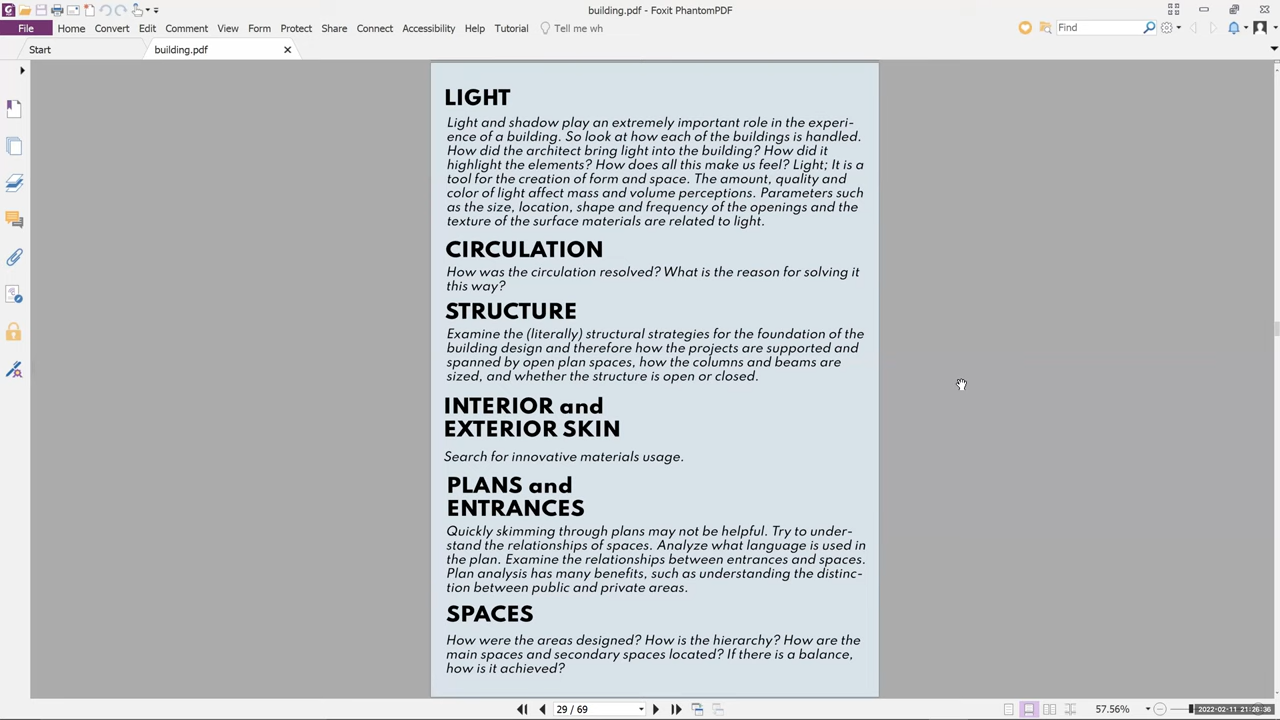 building.pdf - Foxit PhantomPDF
File Home Convert Edit Comment View Form Protect Share Connect Accessibility Help Tutorial Tell me wh Find
Start building.pdf
LIGHT
Light and shadow play an extremely important role in the experi-
ence of a building. So look at how each of the buildings is handled.
How did the architect bring light into the building? How did it
highlight the elements? How does all this make us feel? Light; It is a
tool for the creation of form and space. The amount, quality and
color of light affect mass and volume perceptions. Parameters such
as the size, location, shape and frequency of the openings and the
texture of the surface materials are related to light.
CIRCULATION
How was the circulation resolved? What is the reason for solving it
this way?
STRUCTURE
Examine the (literally) structural strategies for the foundation of the
building design and therefore how the projects are supported and
spanned by open plan spaces, how the columns and beams are
sized, and whether the structure is open or closed.
INTERIOR and
EXTERIOR SKIN
Search for innovative materials usage.
PLANS and
ENTRANCES
Quickly skimming through plans may not be helpful. Try to under-
stand the relationships of spaces. Analyze what language is used in
the plan. Examine the relationships between entrances and spaces.
Plan analysis has many benefits, such as understanding the distinc-
tion between public and private areas.
SPACES
How were the areas designed? How is the hierarchy? How are the
main spaces and secondary spaces located? If there is a balance,
how is it achieved?
29 / 69 57.56% 2022-02-11 21:26:36